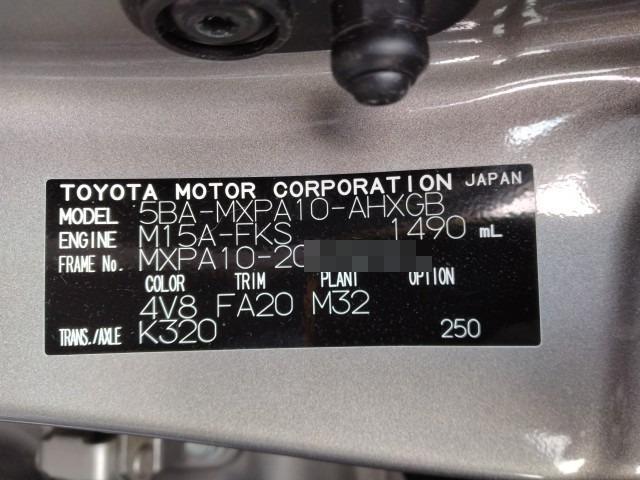 TOYOTA MOTOR CORPORATION JAPAN
MODEL 5BA-MXPA10-AHXGB
ENGINE M15A-FKS 1490 mL
FRAME No. MXPA10-20
COLOR TRIM PLANT OPTION
4V8 FA20 M32
TRANS./AXLE K320 250